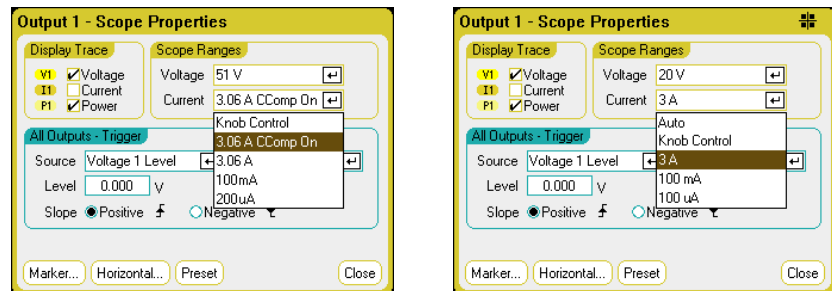 Output 1 - Scope Properties
Display Trace
V1 Voltage
I1 Current
P1 Power
Scope Ranges
Voltage 51 V
Current 3.06 A CComp On
Knob Control
3.06 A CComp On
3.06 A
100mA
200uA
All Outputs - Trigger
Source Voltage 1 Level
Level 0.000 V
Slope Positive Negative
Marker... Horizontal... Preset Close
Output 1 - Scope Properties
Display Trace
V1 Voltage
I1 Current
P1 Power
Scope Ranges
Voltage 20 V
Current 3 A
Auto
Knob Control
3 A
100 mA
100 uA
All Outputs - Trigger
Source Voltage 1 Level
Level 0.000 V
Slope Positive Negative
Marker... Horizontal... Preset Close